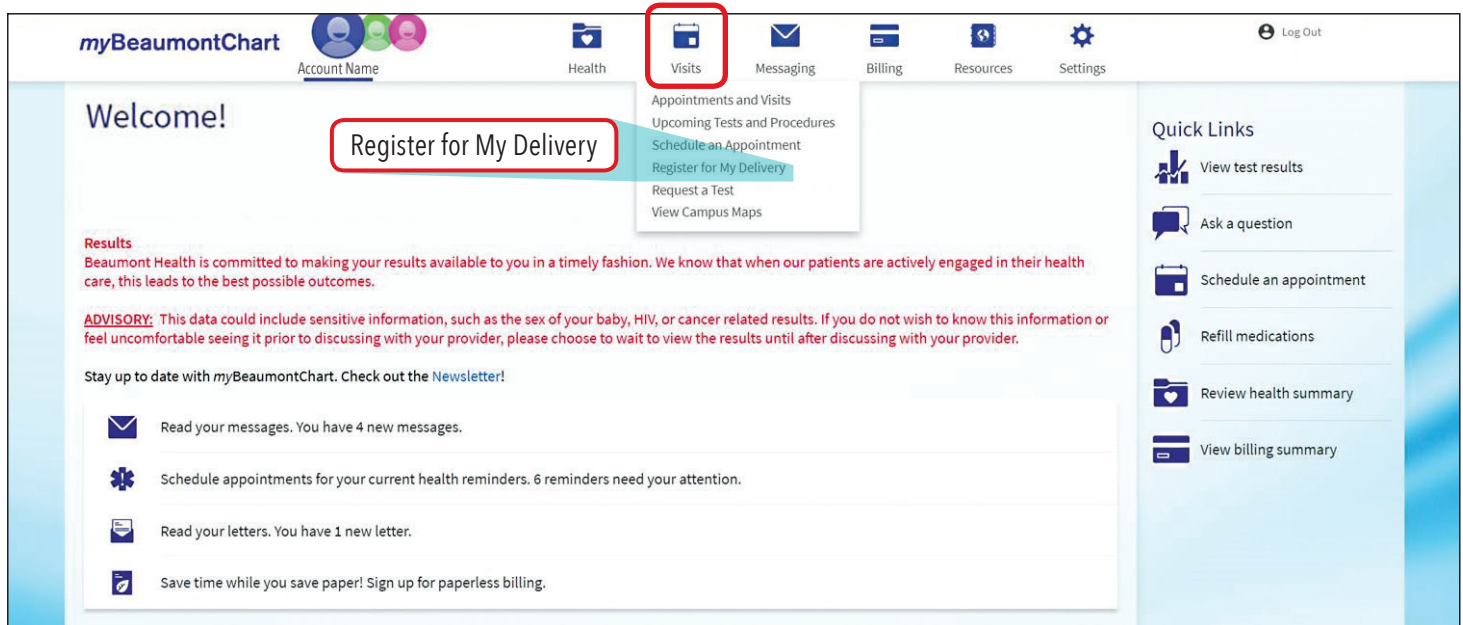 myBeaumontChart
Account Name
Health
Visits
Messaging
Billing
Resources
Settings
Log Out
Welcome!
Register for My Delivery
Appointments and Visits
Upcoming Tests and Procedures
Schedule an Appointment
Register for My Delivery
Request a Test
View Campus Maps
Results
Beaumont Health is committed to making your results available to you in a timely fashion. We know that when our patients are actively engaged in their health
care, this leads to the best possible outcomes.
ADVISORY: This data could include sensitive information, such as the sex of your baby, HIV, or cancer related results. If you do not wish to know this information or
feel uncomfortable seeing it prior to discussing with your provider, please choose to wait to view the results until after discussing with your provider.
Stay up to date with myBeaumontChart. Check out the Newsletter!
Read your messages. You have 4 new messages.
Schedule appointments for your current health reminders. 6 reminders need your attention.
Read your letters. You have 1 new letter.
Save time while you save paper! Sign up for paperless billing.
Quick Links
View test results
Ask a question
Schedule an appointment
Refill medications
Review health summary
View billing summary